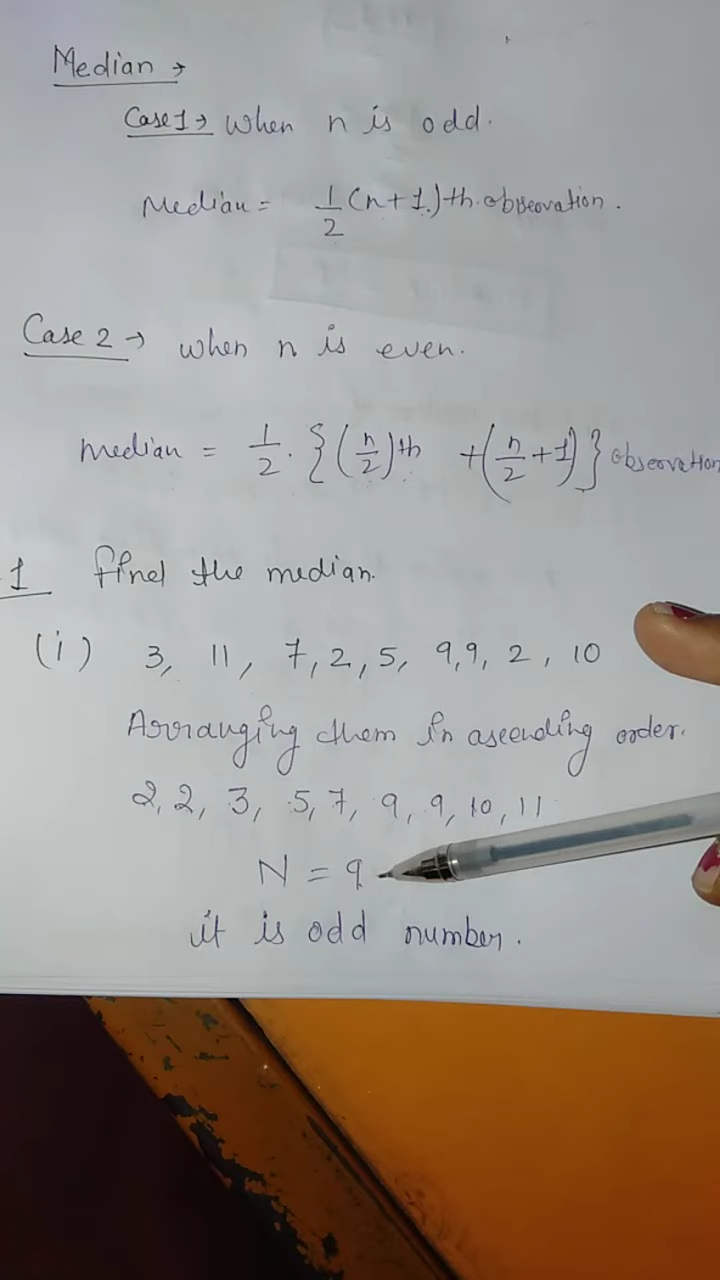 Median →
Case 1 → When n is odd.
Median = 1/2 (n+1) th observation.
Case 2 → when n is even.
median = 1/2 . {(n/2)th + (n/2 + 1)} observation
1 Find the median.
(i) 3, 11, 7, 2, 5, 9, 9, 2, 10
Arranging them in ascending order.
2, 2, 3, 5, 7, 9, 9, 10, 11
N = 9
it is odd number.